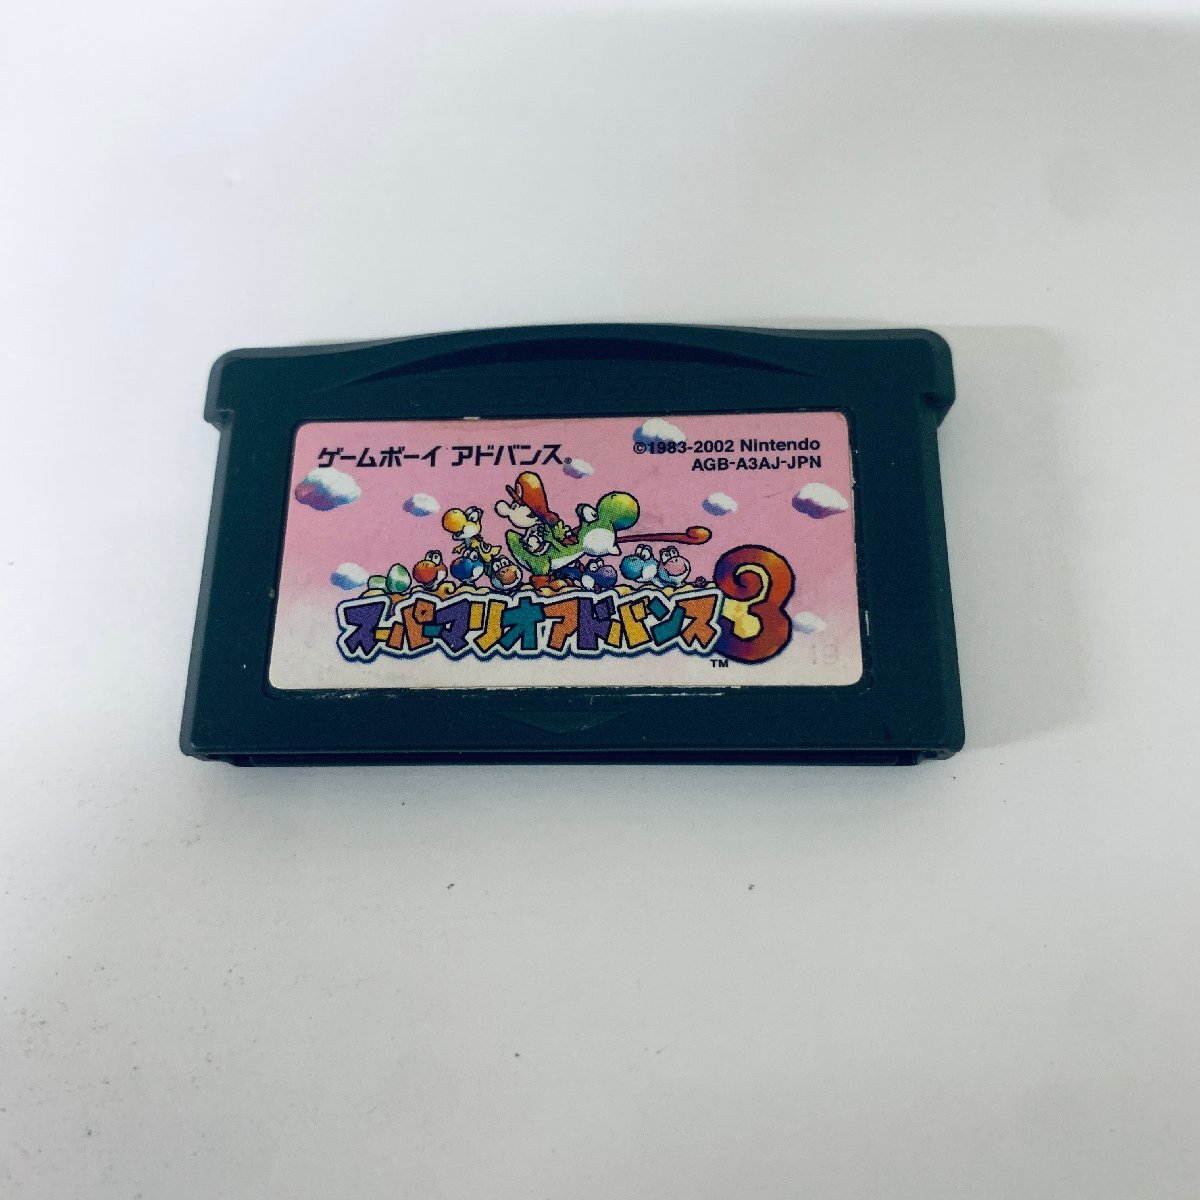 ゲームボーイ アドバンス®
©1983-2002 Nintendo
AGB-A3AJ-JPN
スーパーマリオアドバンス3
TM
19